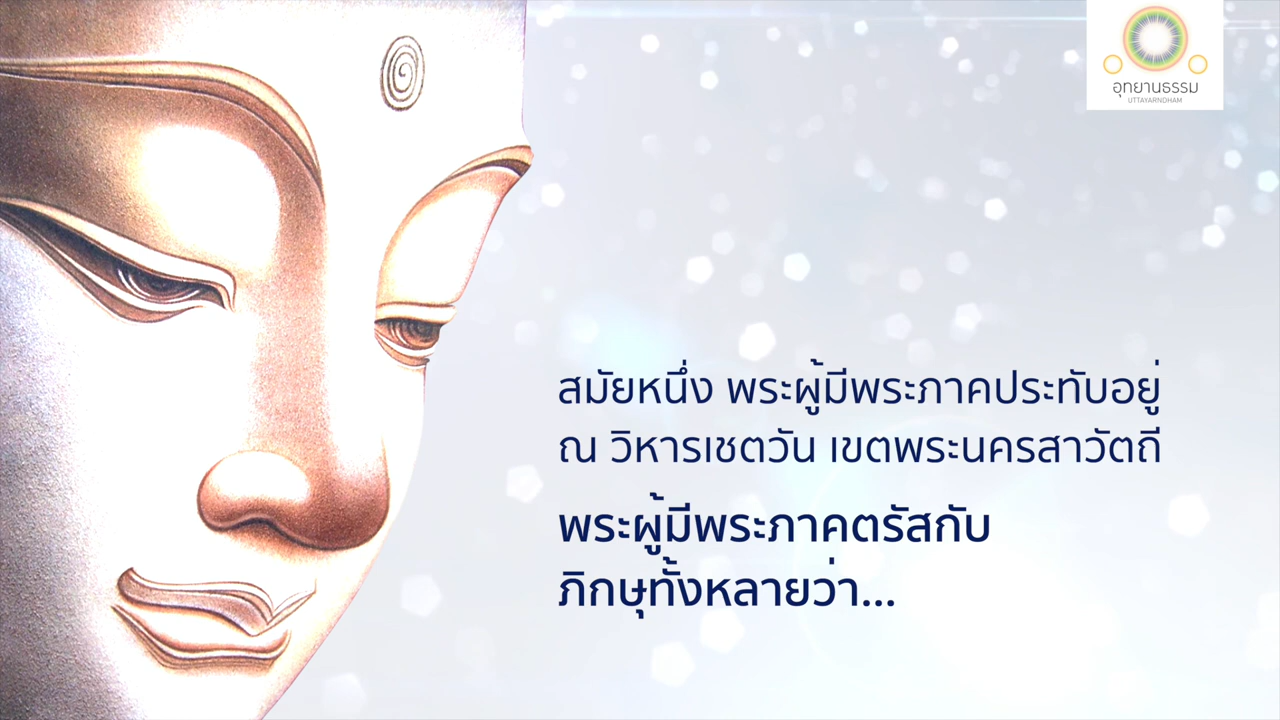 อุทยานธรรม
UTTAYARNDHAM
สมัยหนึ่ง พระผู้มีพระภาคประทับอยู่
ณ วิหารเชตวัน เขตพระนครสาวัตถี
พระผู้มีพระภาคตรัสกับ
ภิกษุทั้งหลายว่า...